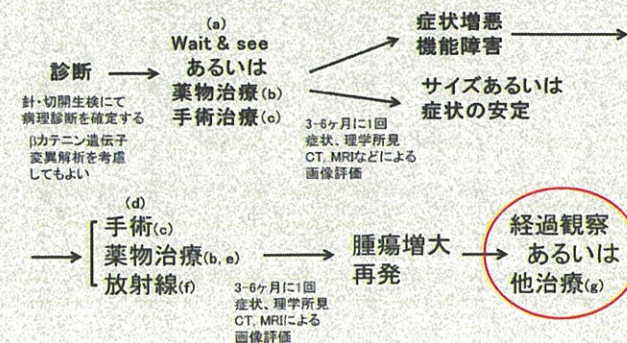 (a)
Wait & see
あるいは
薬物治療(b)
手術治療(c)
診断
針・切開生検にて
病理診断を確定する
βカテニン遺伝子
変異解析を考慮
してもよい
症状増悪
機能障害
サイズあるいは
症状の安定
3-6ヶ月に1回
症状、理学所見
CT, MRIなどによる
画像評価
(d)
手術(c)
薬物治療(b, e)
放射線(f)
3-6ヶ月に1回
症状、理学所見
CT, MRIによる
画像評価
腫瘍増大
再発
経過観察
あるいは
他治療(g)